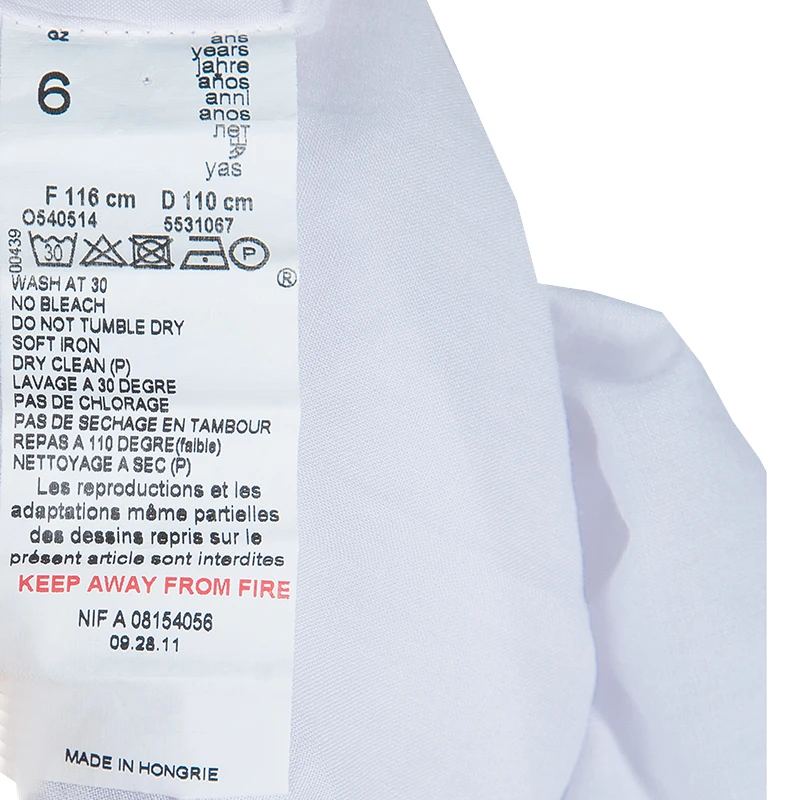 GZ
ans
years
jahre
años
anni
anos
лет
yas
6
F 116 cm D 110 cm
O540514 5531067
00439
30 P
®
WASH AT 30
NO BLEACH
DO NOT TUMBLE DRY
SOFT IRON
DRY CLEAN (P)
LAVAGE A 30 DEGRE
PAS DE CHLORAGE
PAS DE SECHAGE EN TAMBOUR
REPAS A 110 DEGRE(faible)
NETTOYAGE A SEC (P)
Les reproductions et les
adaptations même partielles
des dessins repris sur le
présent article sont interdites
KEEP AWAY FROM FIRE
NIF A 08154056
09.28.11
MADE IN HONGRIE